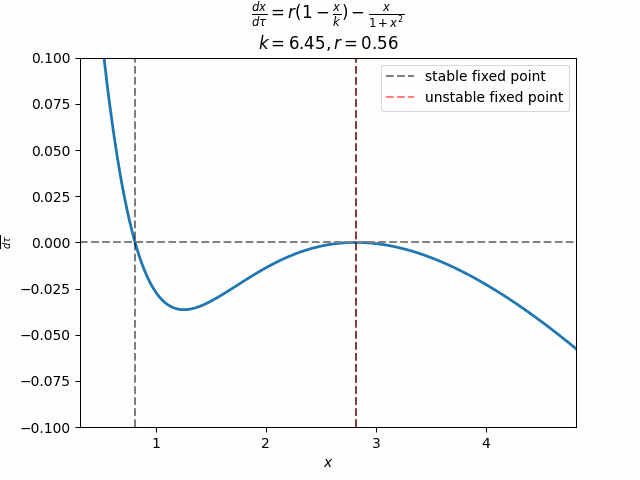 dx/dτ = r(1 − x/k) − x/(1+x²)
k = 6.45, r = 0.56
0.100
0.075
0.050
0.025
0.000
−0.025
−0.050
−0.075
−0.100
stable fixed point
unstable fixed point
dτ
1 2 3 4
x